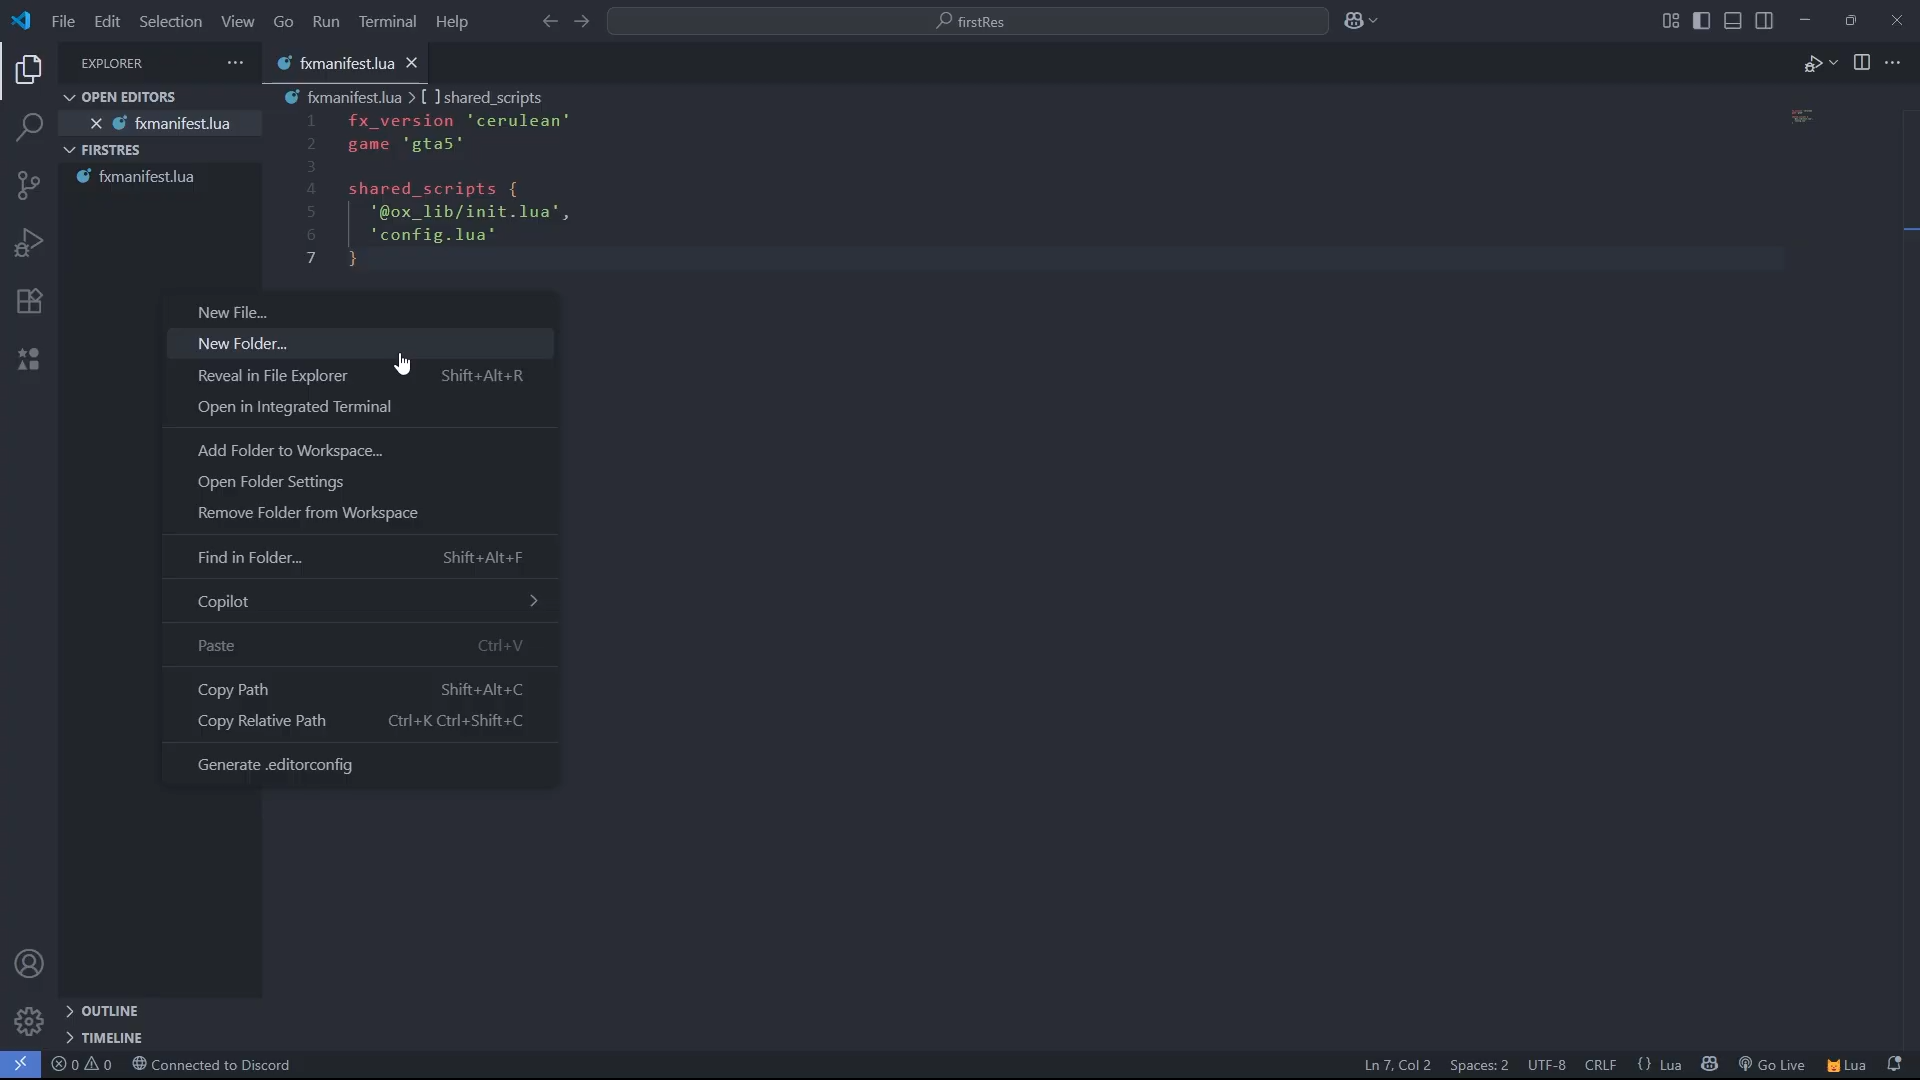 File Edit Selection View Go Run Terminal Help
firstRes
EXPLORER
fxmanifest.lua
OPEN EDITORS
fxmanifest.lua
FIRSTRES
fxmanifest.lua
fxmanifest.lua > [ ] shared_scripts
1 fx_version 'cerulean'
2 game 'gta5'
3
4 shared_scripts {
5 '@ox_lib/init.lua',
6 'config.lua'
7 }
New File...
New Folder...
Reveal in File Explorer Shift+Alt+R
Open in Integrated Terminal
Add Folder to Workspace...
Open Folder Settings
Remove Folder from Workspace
Find in Folder... Shift+Alt+F
Copilot
Paste Ctrl+V
Copy Path Shift+Alt+C
Copy Relative Path Ctrl+K Ctrl+Shift+C
Generate .editorconfig
OUTLINE
TIMELINE
0 0 Connected to Discord Ln 7, Col 2 Spaces: 2 UTF-8 CRLF {} Lua Go Live Lua